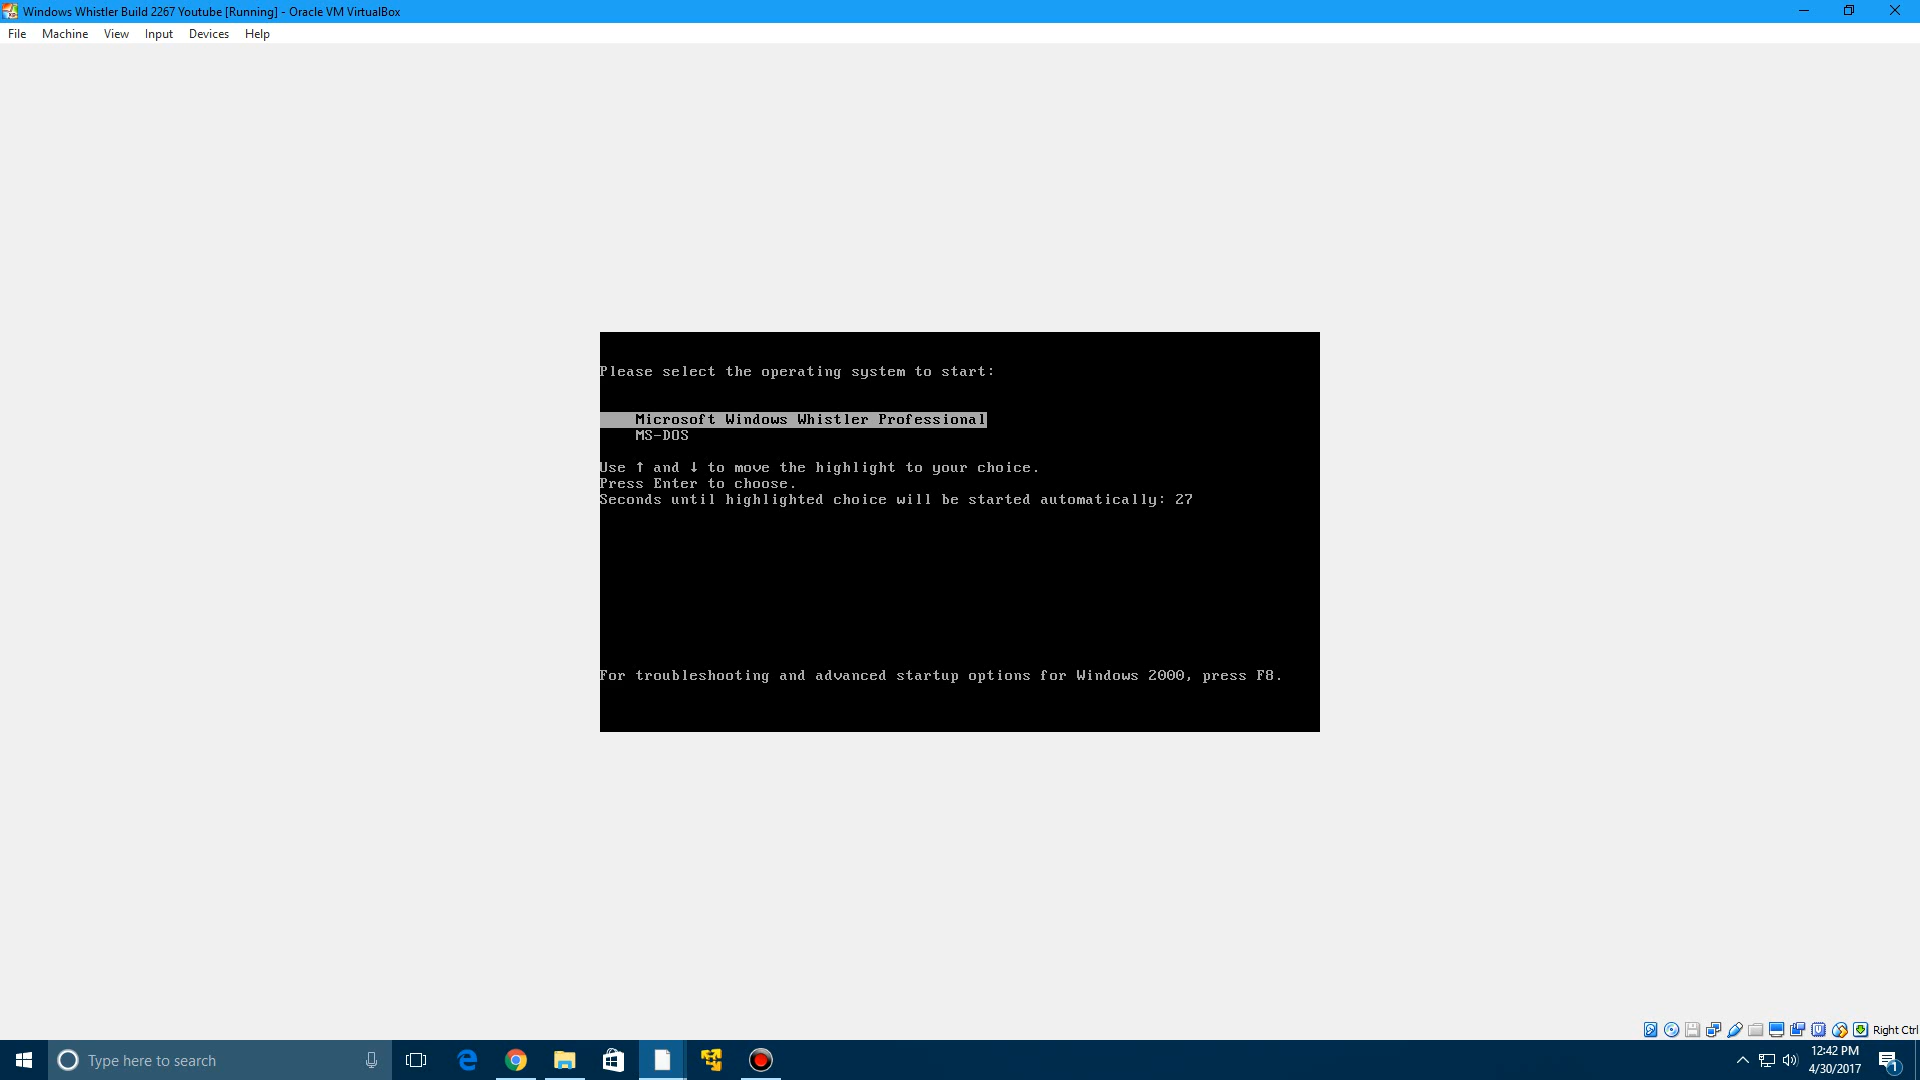 Windows Whistler Build 2267 Youtube [Running] - Oracle VM VirtualBox
File Machine View Input Devices Help
Please select the operating system to start:
Microsoft Windows Whistler Professional
MS-DOS
Use ↑ and ↓ to move the highlight to your choice.
Press Enter to choose.
Seconds until highlighted choice will be started automatically: 27
For troubleshooting and advanced startup options for Windows 2000, press F8.
Right Ctrl
Type here to search
12:42 PM
4/30/2017
1